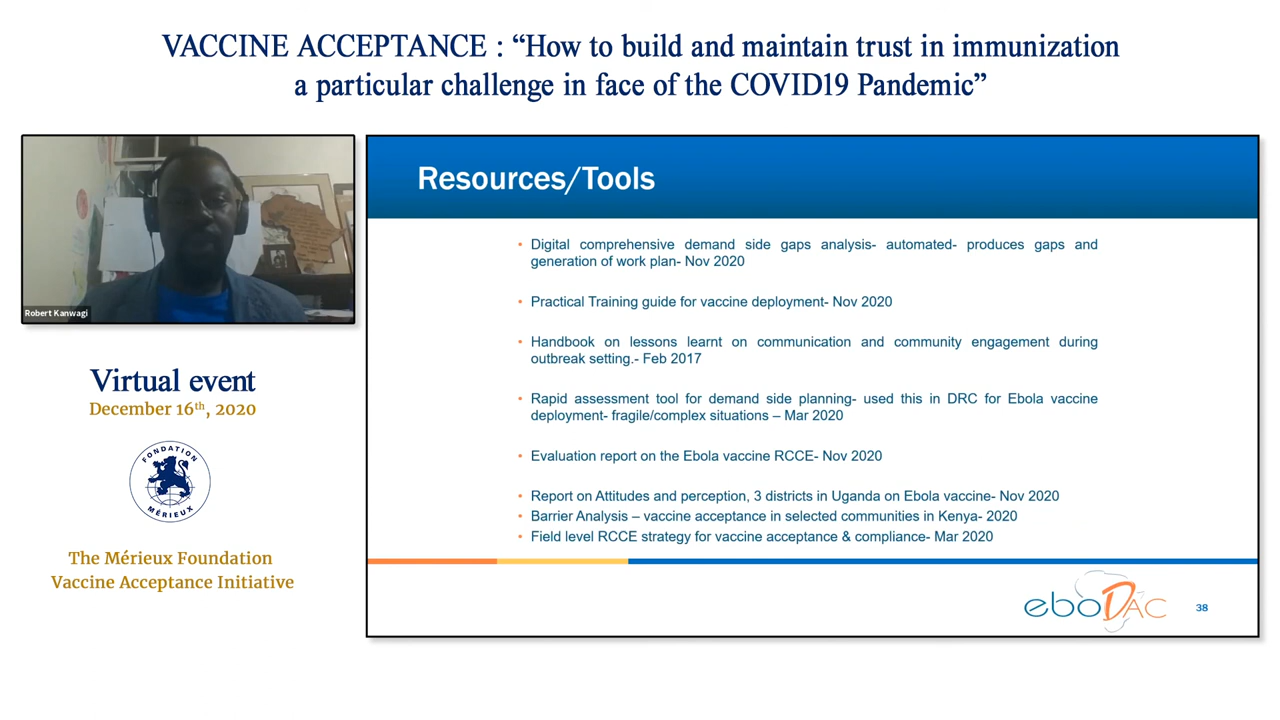 VACCINE ACCEPTANCE : “How to build and maintain trust in immunization
a particular challenge in face of the COVID19 Pandemic”
Robert Kanwagi
Virtual event
December 16th, 2020
FONDATION
MÉRIEUX
The Mérieux Foundation
Vaccine Acceptance Initiative
Resources/Tools
• Digital comprehensive demand side gaps analysis- automated- produces gaps and
generation of work plan- Nov 2020
• Practical Training guide for vaccine deployment- Nov 2020
• Handbook on lessons learnt on communication and community engagement during
outbreak setting.- Feb 2017
• Rapid assessment tool for demand side planning- used this in DRC for Ebola vaccine
deployment- fragile/complex situations – Mar 2020
• Evaluation report on the Ebola vaccine RCCE- Nov 2020
• Report on Attitudes and perception, 3 districts in Uganda on Ebola vaccine- Nov 2020
• Barrier Analysis – vaccine acceptance in selected communities in Kenya- 2020
• Field level RCCE strategy for vaccine acceptance & compliance- Mar 2020
eboDAC
38